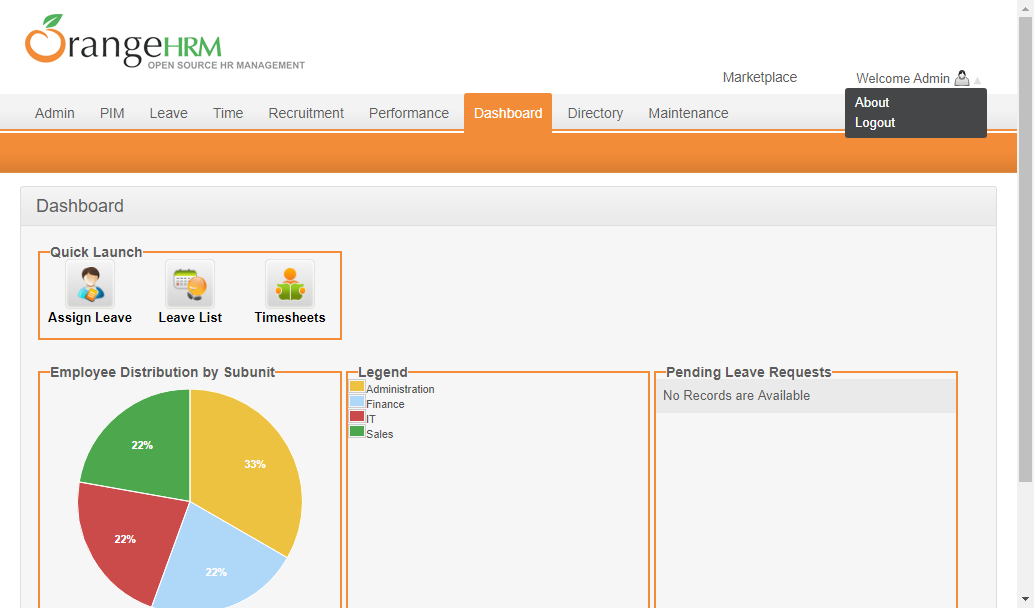 OrangeHRM
OPEN SOURCE HR MANAGEMENT
Marketplace
Welcome Admin
About
Logout
Admin PIM Leave Time Recruitment Performance Dashboard Directory Maintenance
Dashboard
Quick Launch
Assign Leave Leave List Timesheets
Employee Distribution by Subunit
22%
33%
22%
22%
Legend
Administration
Finance
IT
Sales
Pending Leave Requests
No Records are Available